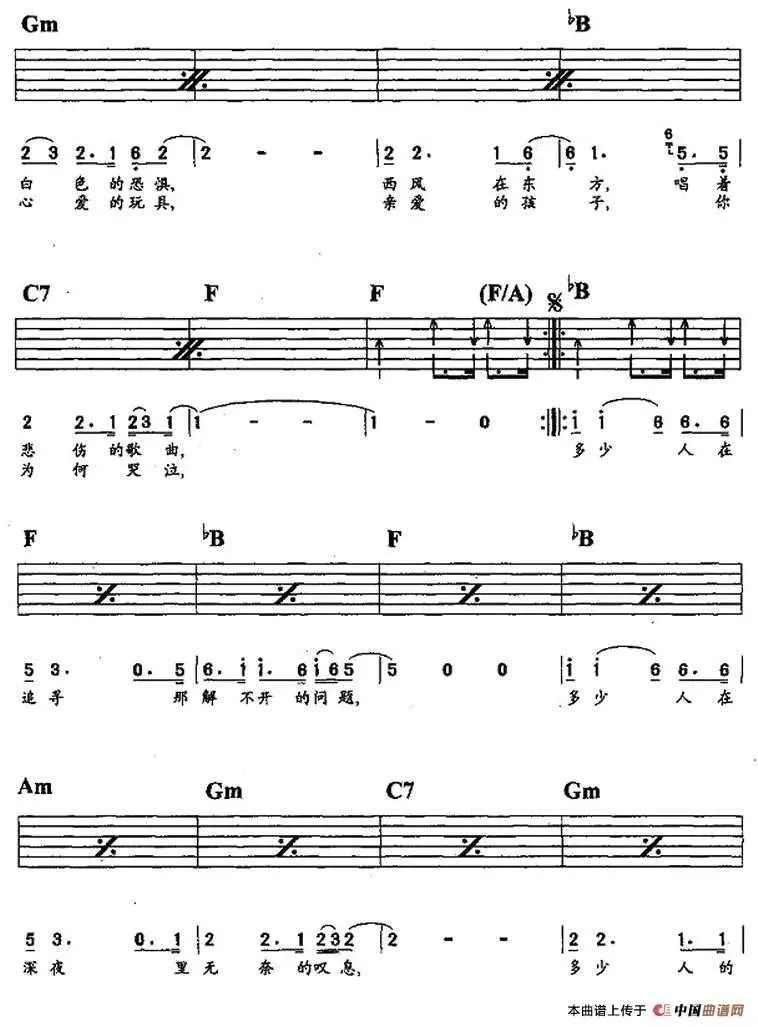 Gm ♭B
2 3 2. 1 6 2 | 2 - - | 2 2. 1 6 | 6 1. 6 5. 5 |
白 色 的 恐 惧, 西 风 在 东 方, 唱 着
心 爱 的 玩 具, 亲 爱 的 孩 子, 你
C7 F F (F/A) 𝄋 ♭B
2 2. 1 2 3 1 | 1 - - | 1 - 0 :||: 1 1 6 6. 6 |
悲 伤 的 歌 曲, 多 少 人 在
为 何 哭 泣,
F ♭B F ♭B
5 3. 0. 5 | 6. 1 1. 6 1 6 5 | 5 0 0 | 1 1 6 6. 6 |
追 寻 那 解 不 开 的 问 题, 多 少 人 在
Am Gm C7 Gm
5 3. 0. 1 | 2 2. 1 2 3 2 | 2 - - | 2 2. 1. 1 |
深 夜 里 无 奈 的 叹 息, 多 少 人 的
本曲谱上传于 中国曲谱网